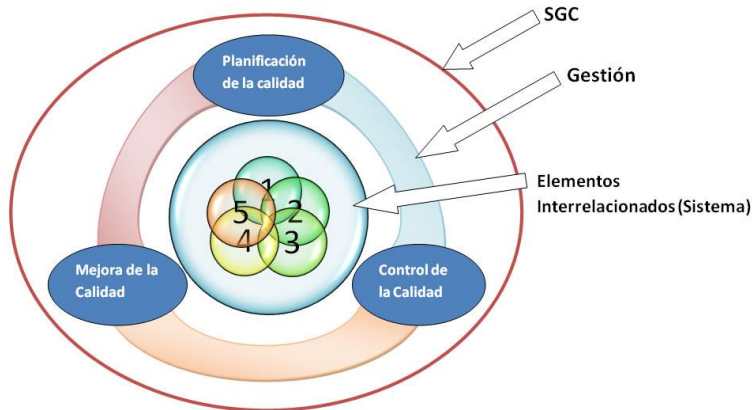 SGC
Planificación
de la calidad
Gestión
1
5
2
4
3
Elementos
Interrelacionados (Sistema)
Mejora de la
Calidad
Control de
la Calidad